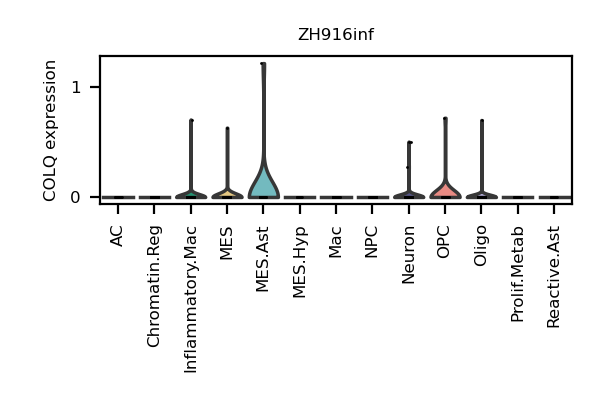 ZH916inf
COLQ expression
1
0
AC
Chromatin.Reg
Inflammatory.Mac
MES
MES.Ast
MES.Hyp
Mac
NPC
Neuron
OPC
Oligo
Prolif.Metab
Reactive.Ast